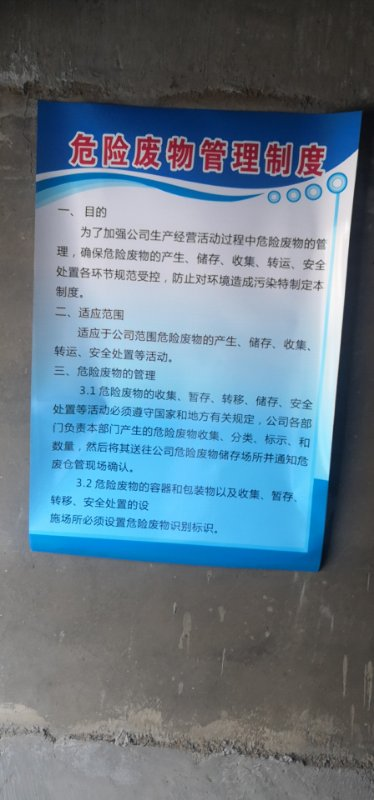 危险废物管理制度
一、目的
为了加强公司生产经营活动过程中危险废物的管
理，确保危险废物的产生、储存、收集、转运、安全
处置各环节规范受控，防止对环境造成污染特制定本
制度。
二、适应范围
适应于公司范围危险废物的产生、储存、收集、
转运、安全处置等活动。
三、危险废物的管理
3.1 危险废物的收集、暂存、转移、储存、安全
处置等活动必须遵守国家和地方有关规定，公司各部
门负责本部门产生的危险废物收集、分类、标示、和
数量，然后将其送往公司危险废物储存场所并通知危
废仓管现场确认。
3.2 危险废物的容器和包装物以及收集、暂存、
转移、安全处置的设
施场所必须设置危险废物识别标识。